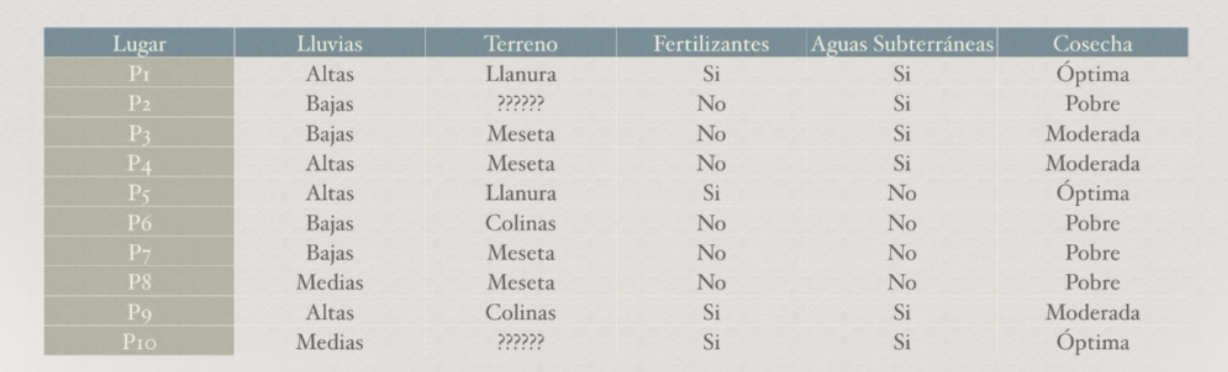 Lugar Lluvias Terreno Fertilizantes Aguas Subterráneas Cosecha
P1 Altas Llanura Si Si Óptima
P2 Bajas ?????? No Si Pobre
P3 Bajas Meseta No Si Moderada
P4 Altas Meseta No Si Moderada
P5 Altas Llanura Si No Óptima
P6 Bajas Colinas No No Pobre
P7 Bajas Meseta No No Pobre
P8 Medias Meseta No No Pobre
P9 Altas Colinas Si Si Moderada
P10 Medias ?????? Si Si Óptima